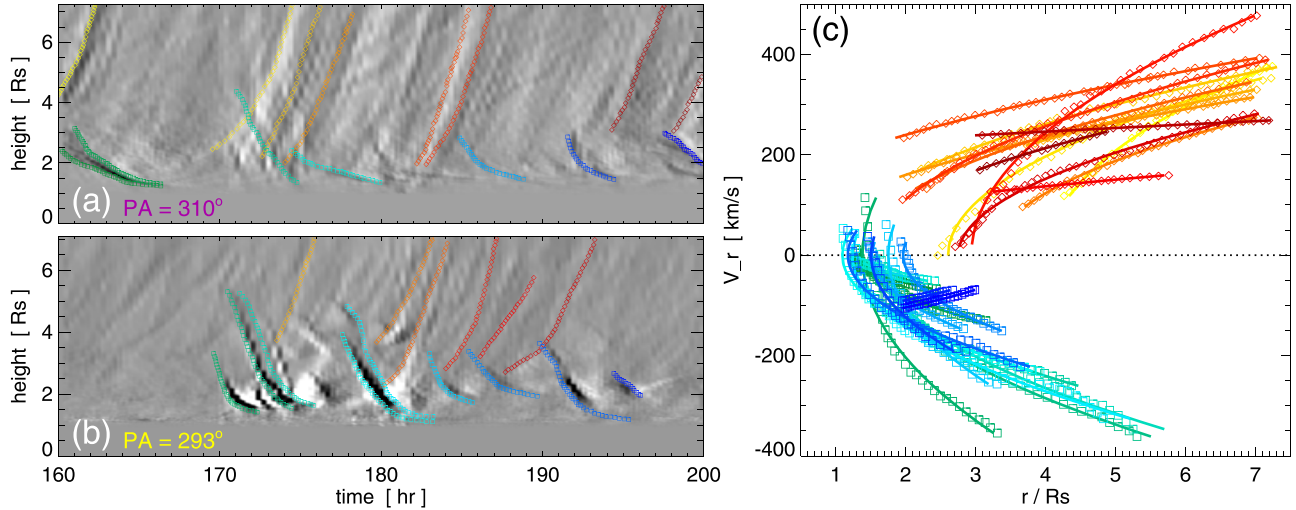 height [ Rs ]
6
4
2
0
(a)
PA = 310°
height [ Rs ]
6
4
2
0
(b)
PA = 293°
160 170 180 190 200
time [ hr ]
(c)
V_r [ km/s ]
400
200
0
-200
-400
1 2 3 4 5 6 7
r / Rs